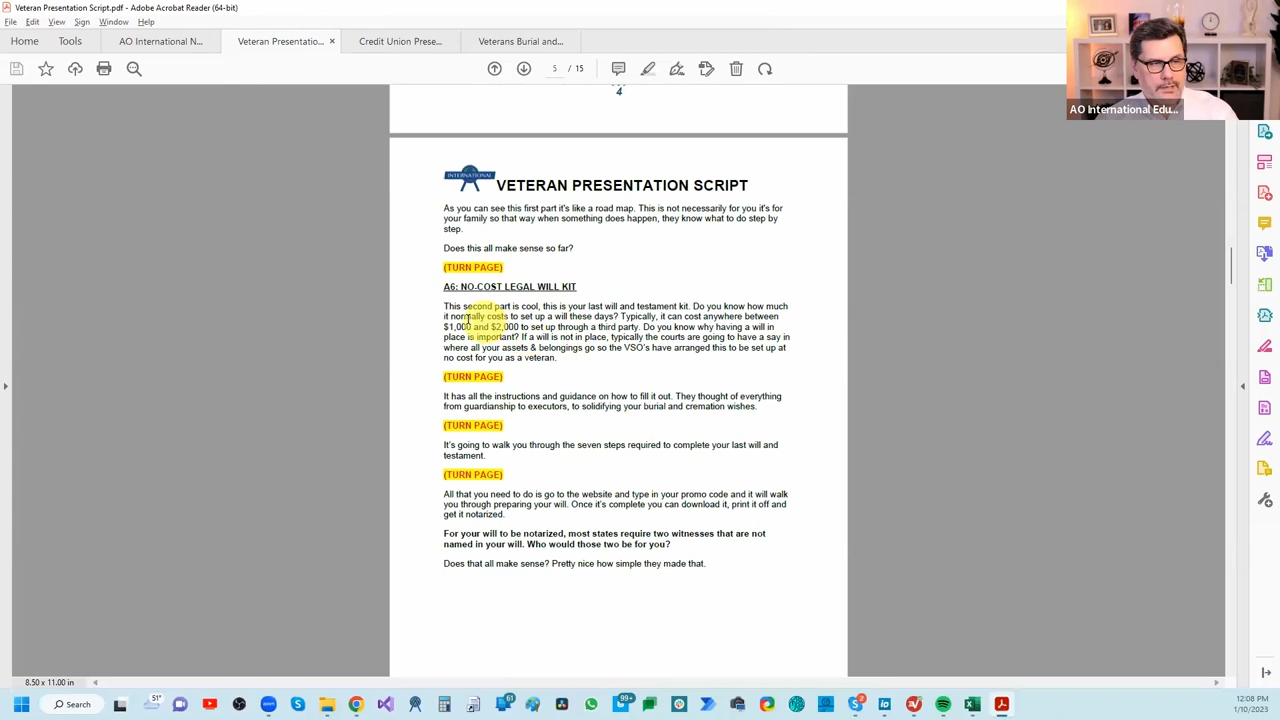 Veteran Presentation Script.pdf - Adobe Acrobat Reader (64-bit)
File Edit View Sign Window Help
Home Tools AO International N... Veteran Presentatio... × Credit Union Prese... Veterans Burial and...
5 / 15
AO International Edu...
4
INTERNATIONAL
VETERAN PRESENTATION SCRIPT
As you can see this first part it's like a road map. This is not necessarily for you it's for
your family so that way when something does happen, they know what to do step by
step.
Does this all make sense so far?
(TURN PAGE)
A6: NO-COST LEGAL WILL KIT
This second part is cool, this is your last will and testament kit. Do you know how much
it normally costs to set up a will these days? Typically, it can cost anywhere between
$1,000 and $2,000 to set up through a third party. Do you know why having a will in
place is important? If a will is not in place, typically the courts are going to have a say in
where all your assets & belongings go so the VSO's have arranged this to be set up at
no cost for you as a veteran.
(TURN PAGE)
It has all the instructions and guidance on how to fill it out. They thought of everything
from guardianship to executors, to solidifying your burial and cremation wishes.
(TURN PAGE)
It's going to walk you through the seven steps required to complete your last will and
testament.
(TURN PAGE)
All that you need to do is go to the website and type in your promo code and it will walk
you through preparing your will. Once it's complete you can download it, print it off and
get it notarized.
For your will to be notarized, most states require two witnesses that are not
named in your will. Who would those two be for you?
Does that all make sense? Pretty nice how simple they made that.
8.50 x 11.00 in
Search
51°
61
99+
12:08 PM
1/10/2023